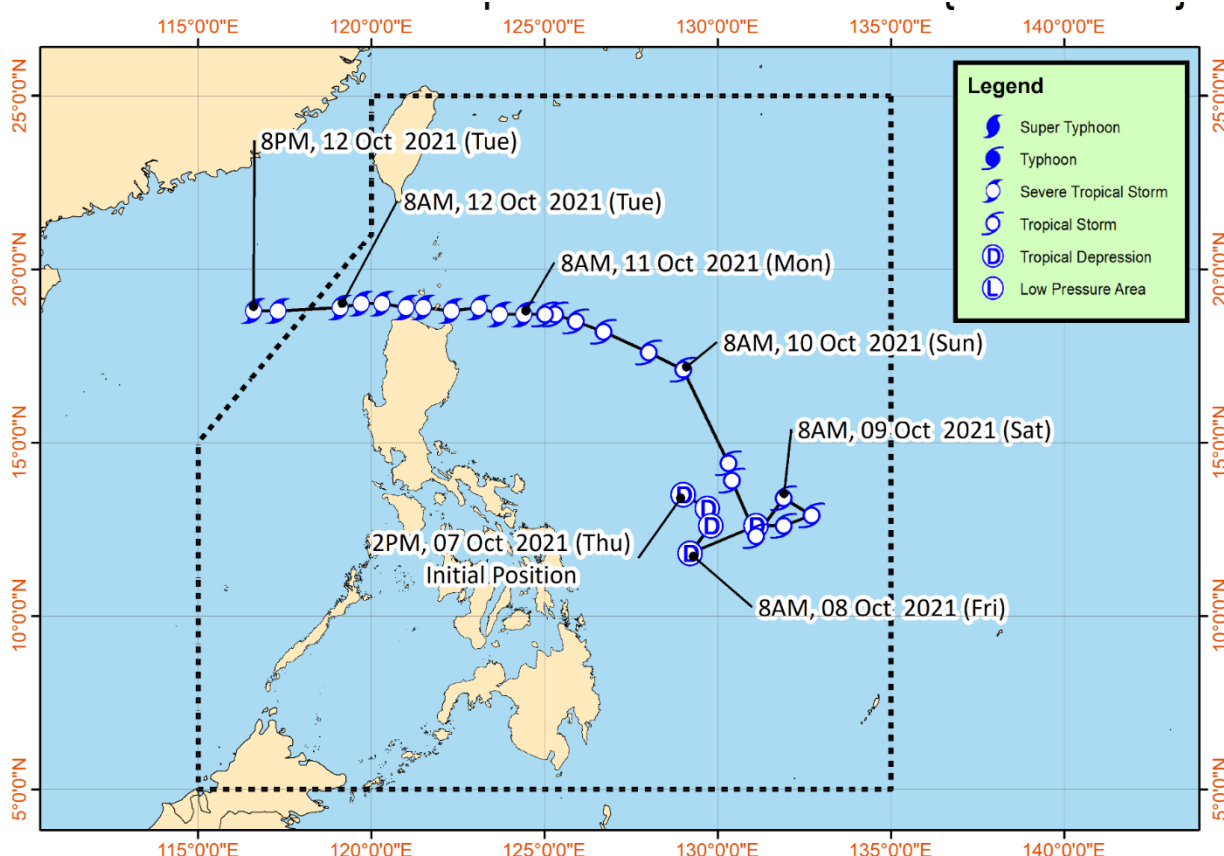 115°0'0"E 120°0'0"E 125°0'0"E 130°0'0"E 135°0'0"E 140°0'0"E
25°0'0"N
20°0'0"N
15°0'0"N
10°0'0"N
5°0'0"N
Legend
Super Typhoon
Typhoon
Severe Tropical Storm
Tropical Storm
D Tropical Depression
L Low Pressure Area
8PM, 12 Oct 2021 (Tue)
8AM, 12 Oct 2021 (Tue)
8AM, 11 Oct 2021 (Mon)
8AM, 10 Oct 2021 (Sun)
8AM, 09 Oct 2021 (Sat)
D
D
D
D
D
2PM, 07 Oct 2021 (Thu)
Initial Position
8AM, 08 Oct 2021 (Fri)
25°0'0"N
20°0'0"N
15°0'0"N
10°0'0"N
5°0'0"N
115°0'0"E 120°0'0"E 125°0'0"E 130°0'0"E 135°0'0"E 140°0'0"E